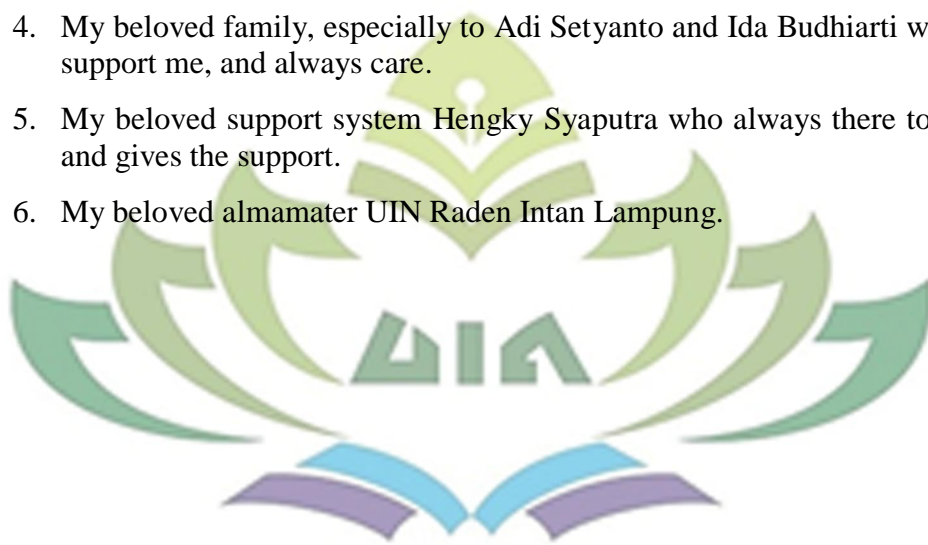 4. My beloved family, especially to Adi Setyanto and Ida Budhiarti
support me, and always care.
5. My beloved support system Hengky Syaputra who always there to
and gives the support.
6. My beloved almamater UIN Raden Intan Lampung.
UIN